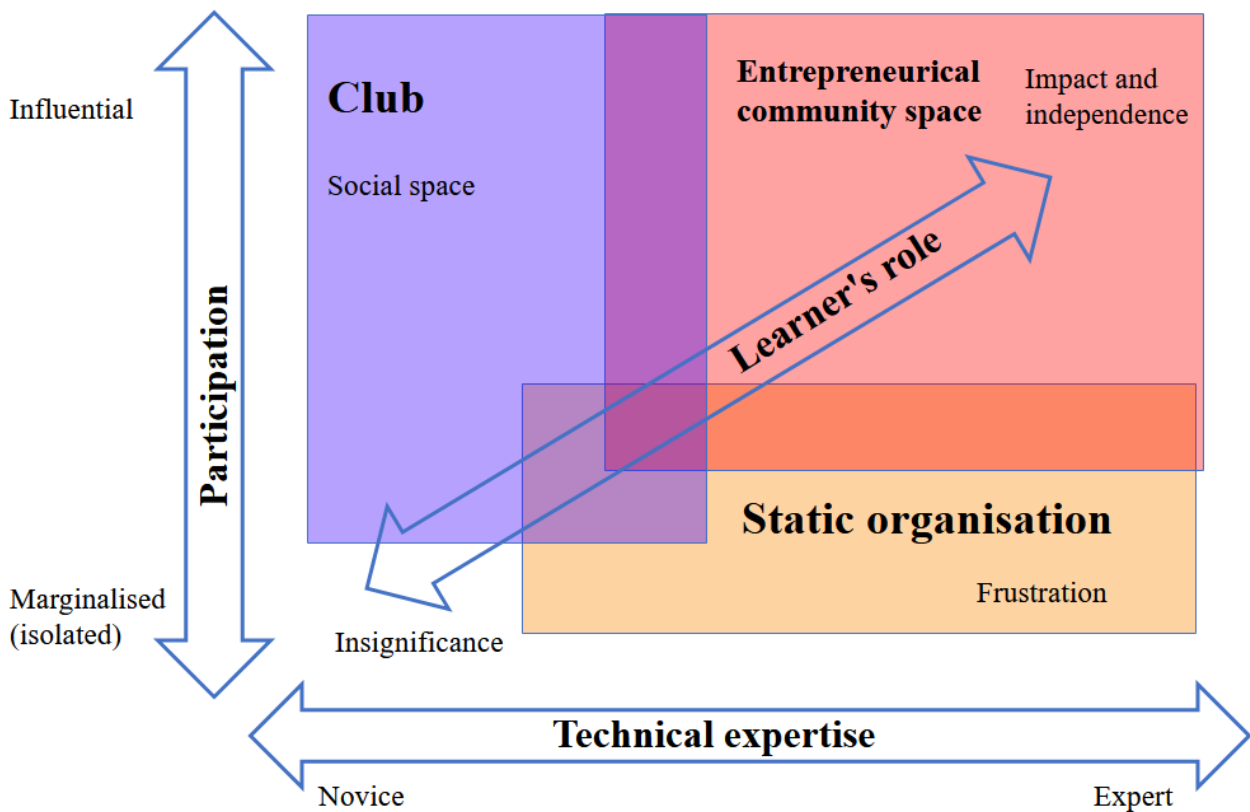 Influential
Club
Social space
Entrepreneurical
community space
Impact and
independence
Participation
Learner's role
Static organisation
Frustration
Marginalised
(isolated)
Insignificance
Technical expertise
Novice
Expert